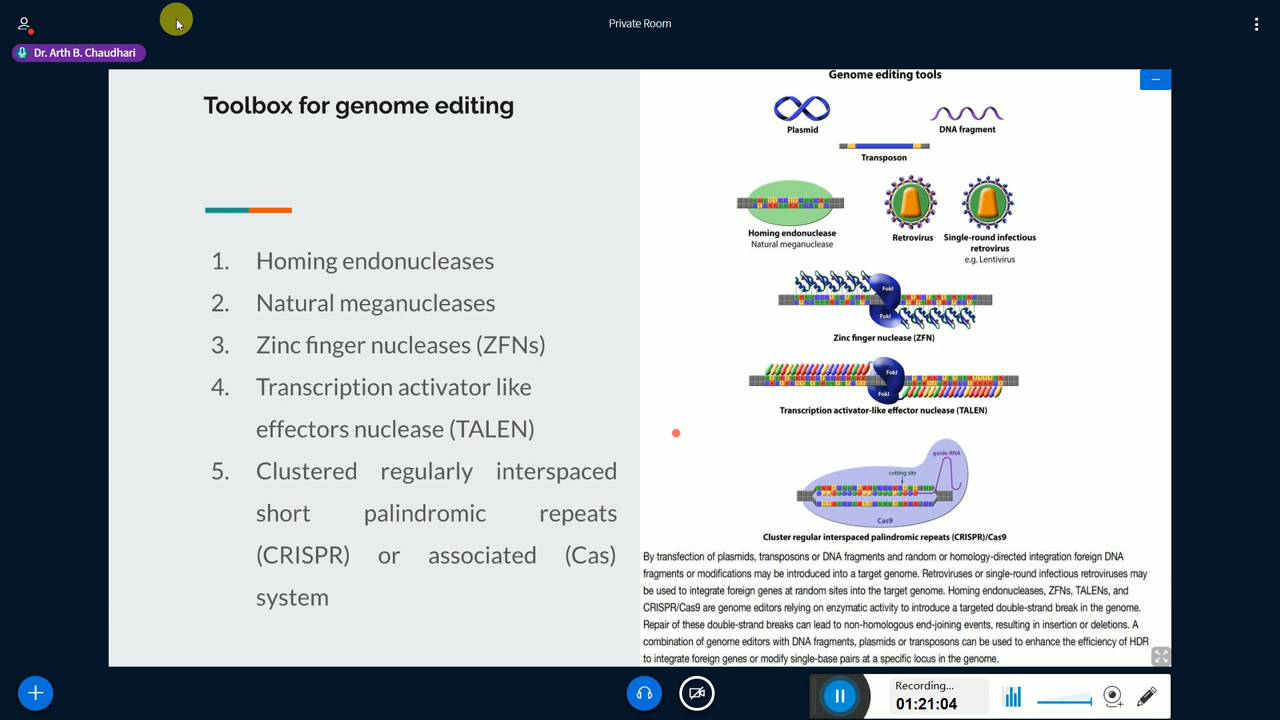 Private Room
Dr. Arth B. Chaudhari
Toolbox for genome editing
1. Homing endonucleases
2. Natural meganucleases
3. Zinc finger nucleases (ZFNs)
4. Transcription activator like
effectors nuclease (TALEN)
5. Clustered regularly interspaced
short palindromic repeats
(CRISPR) or associated (Cas)
system
Genome editing tools
Plasmid
DNA fragment
Transposon
Homing endonuclease
Natural meganuclease
Retrovirus
Single-round infectious
retrovirus
e.g. Lentivirus
FokI
FokI
Zinc finger nuclease (ZFN)
FokI
FokI
Transcription activator-like effector nuclease (TALEN)
guide RNA
cutting site
Cas9
Cluster regular interspaced palindromic repeats (CRISPR)/Cas9
By transfection of plasmids, transposons or DNA fragments and random or homology-directed integration foreign DNA
fragments or modifications may be introduced into a target genome. Retroviruses or single-round infectious retroviruses may
be used to integrate foreign genes at random sites into the target genome. Homing endonucleases, ZFNs, TALENs, and
CRISPR/Cas9 are genome editors relying on enzymatic activity to introduce a targeted double-strand break in the genome.
Repair of these double-strand breaks can lead to non-homologous end-joining events, resulting in insertion or deletions. A
combination of genome editors with DNA fragments, plasmids or transposons can be used to enhance the efficiency of HDR
to integrate foreign genes or modify single-base pairs at a specific locus in the genome.
Recording...
01:21:04